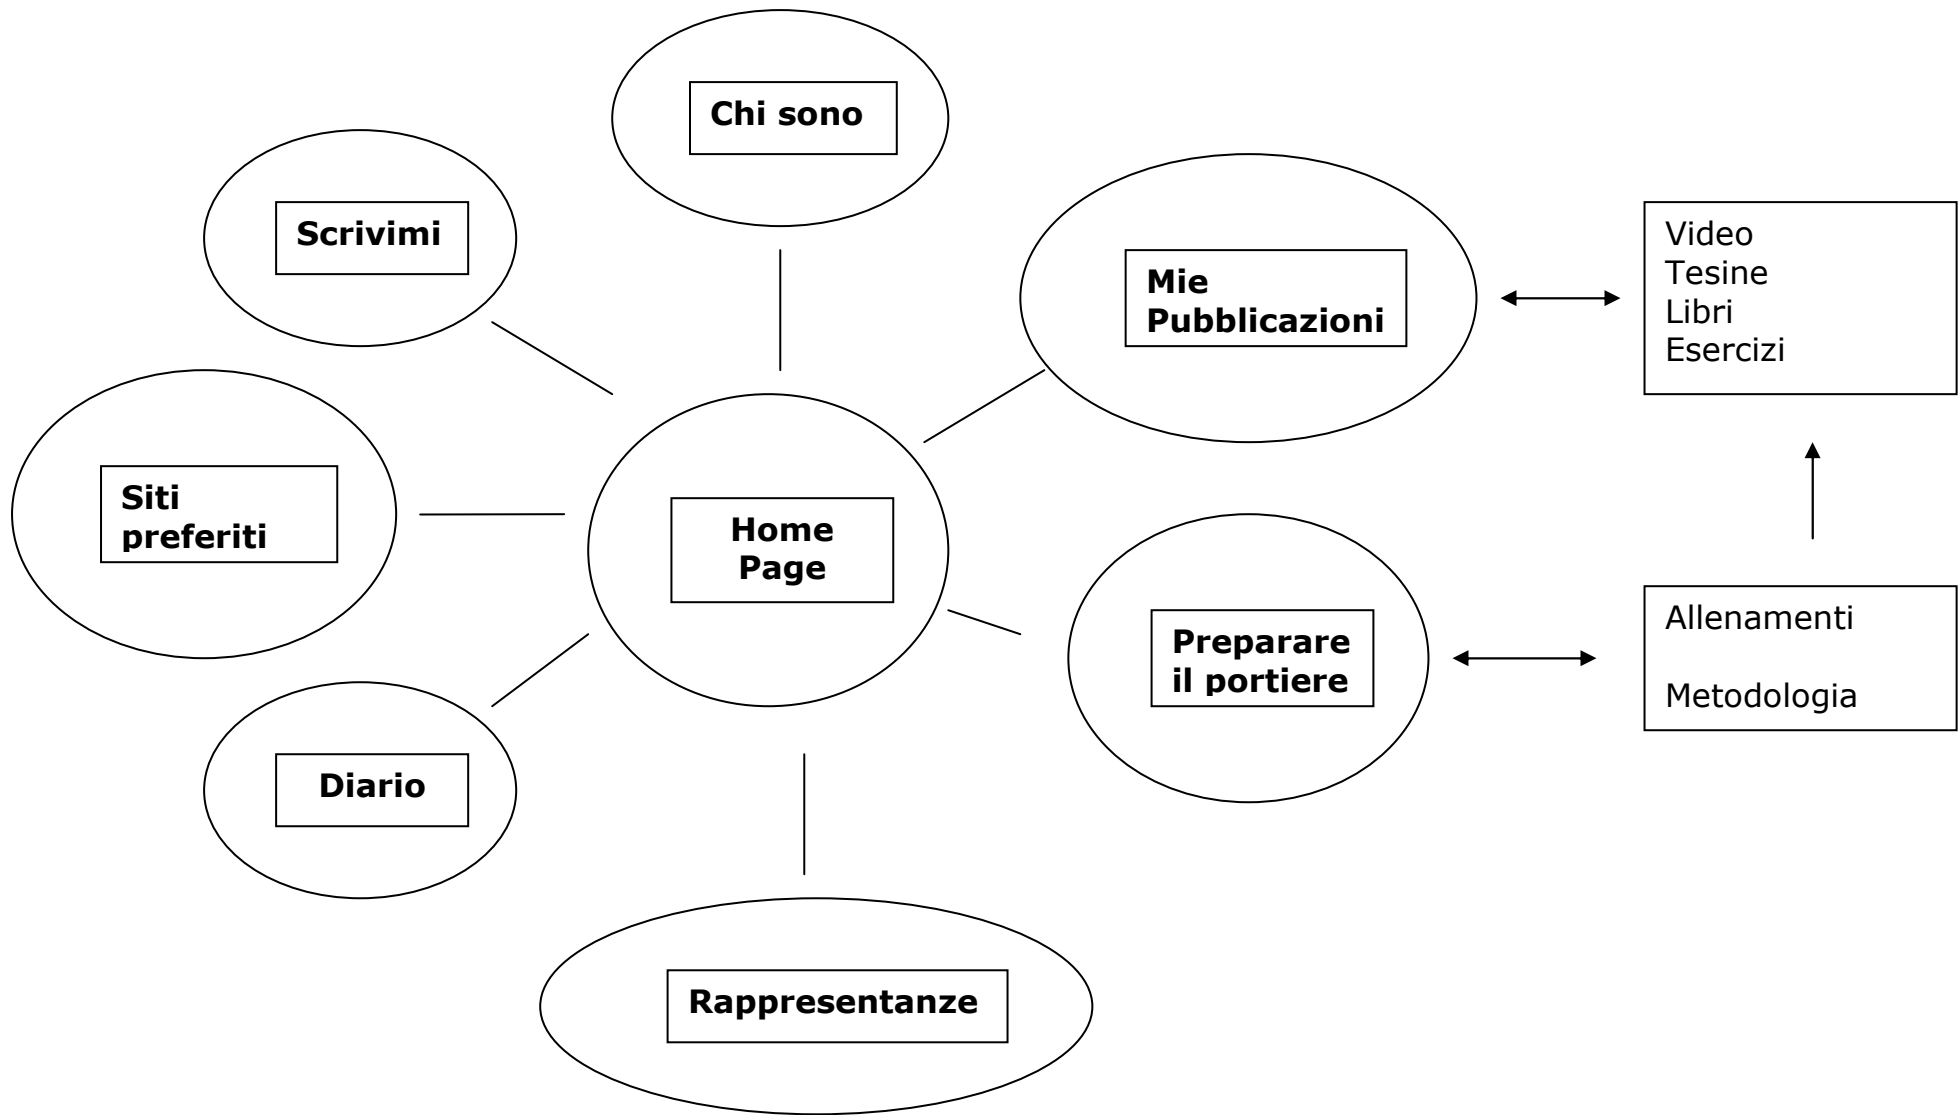 Chi sono
Scrivimi
Mie
Pubblicazioni
Video
Tesine
Libri
Esercizi
Siti
preferiti
Home
Page
Preparare
il portiere
Allenamenti
Metodologia
Diario
Rappresentanze